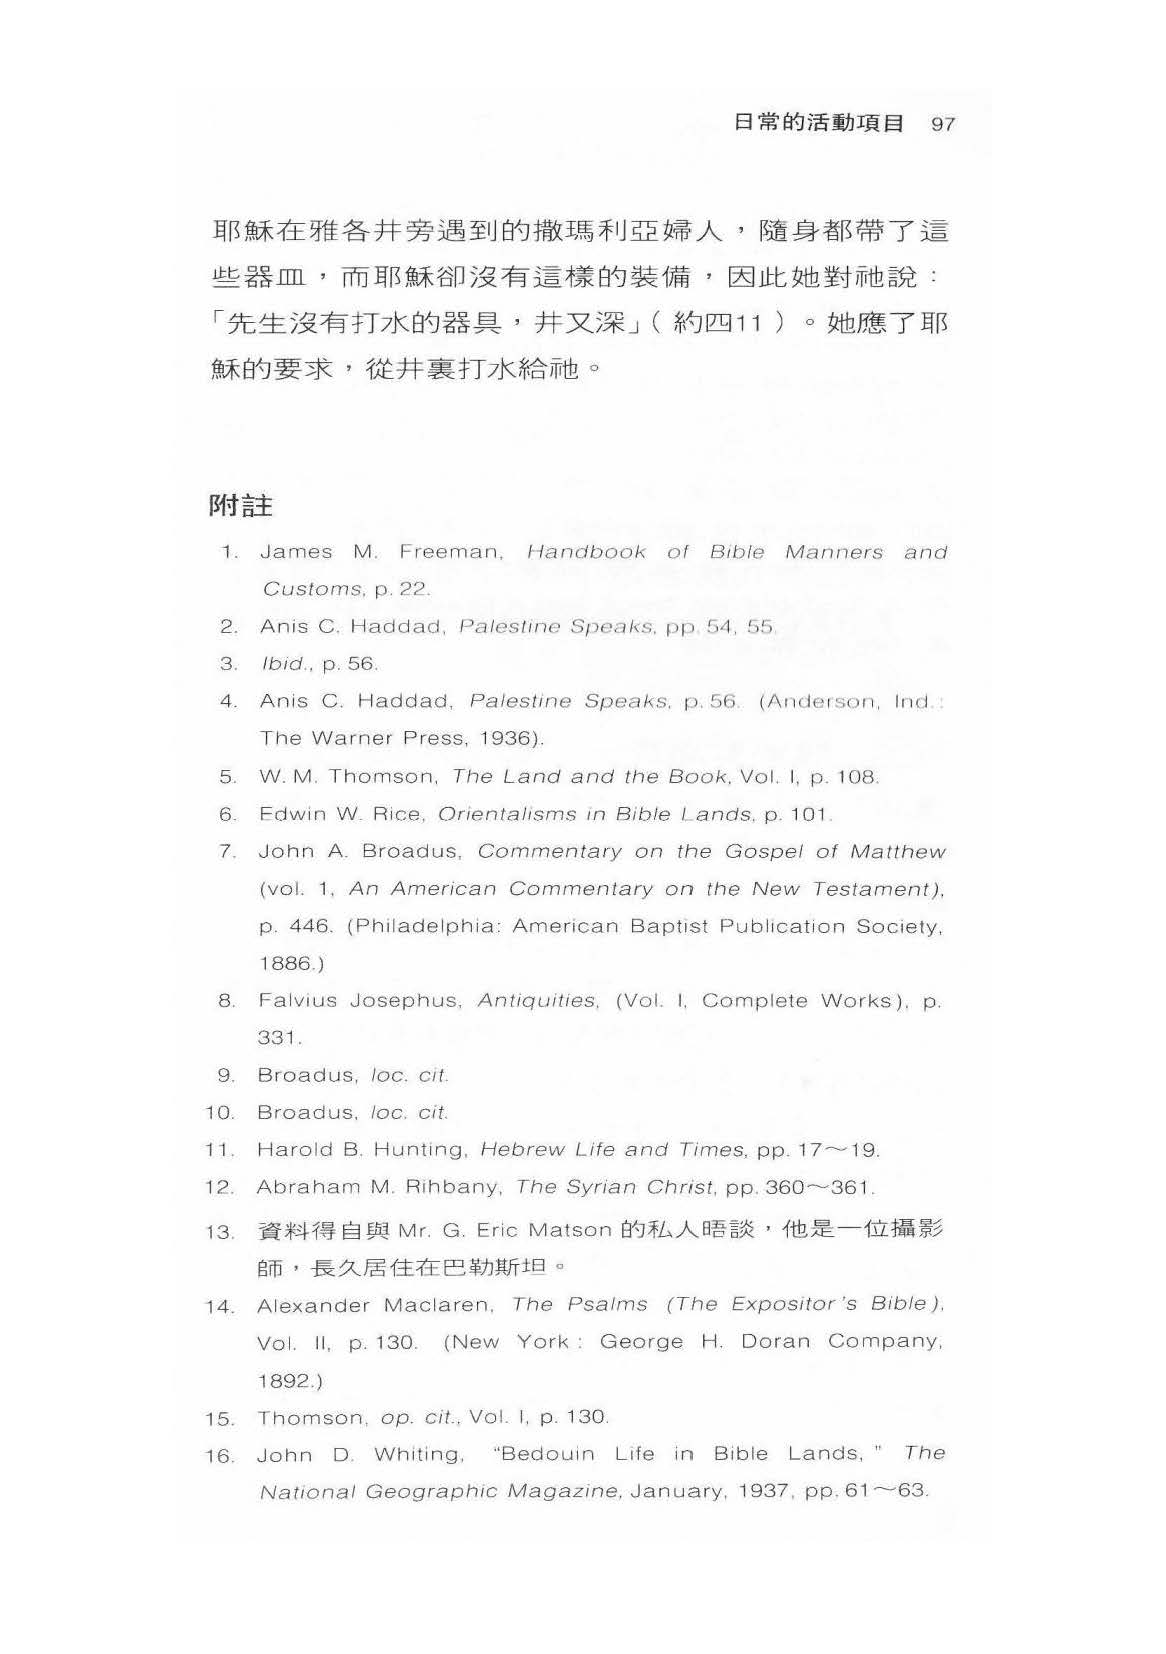 日常的活動項目 97
耶穌在雅各井旁遇到的撒瑪利亞婦人，隨身都帶了這
些器皿，而耶穌卻沒有這樣的裝備，因此她對祂說：
「先生沒有打水的器具，井又深」（約四11）。她應了耶
穌的要求，從井裏打水給祂。
附註
1. James M. Freeman, Handbook of Bible Manners and
Customs, p. 22.
2. Anis C. Haddad, Palestine Speaks, pp. 54, 55.
3. Ibid., p. 56.
4. Anis C. Haddad, Palestine Speaks, p. 56. (Anderson, Ind.:
The Warner Press, 1936).
5. W. M. Thomson, The Land and the Book, Vol. I, p. 108.
6. Edwin W. Rice, Orientalisms in Bible Lands, p. 101.
7. John A. Broadus, Commentary on the Gospel of Matthew
(vol. 1, An American Commentary on the New Testament),
p. 446. (Philadelphia: American Baptist Publication Society,
1886.)
8. Falvius Josephus, Antiquities, (Vol. I, Complete Works), p.
331.
9. Broadus, loc. cit.
10. Broadus, loc. cit.
11. Harold B. Hunting, Hebrew Life and Times, pp. 17～19.
12. Abraham M. Rihbany, The Syrian Christ, pp. 360～361.
13. 資料得自與 Mr. G. Eric Matson 的私人晤談，他是一位攝影
師，長久居住在巴勒斯坦。
14. Alexander Maclaren, The Psalms (The Expositor's Bible),
Vol. II, p. 130. (New York: George H. Doran Company,
1892.)
15. Thomson, op. cit., Vol. I, p. 130.
16. John D. Whiting, “Bedouin Life in Bible Lands,” The
National Geographic Magazine, January, 1937, pp. 61～63.